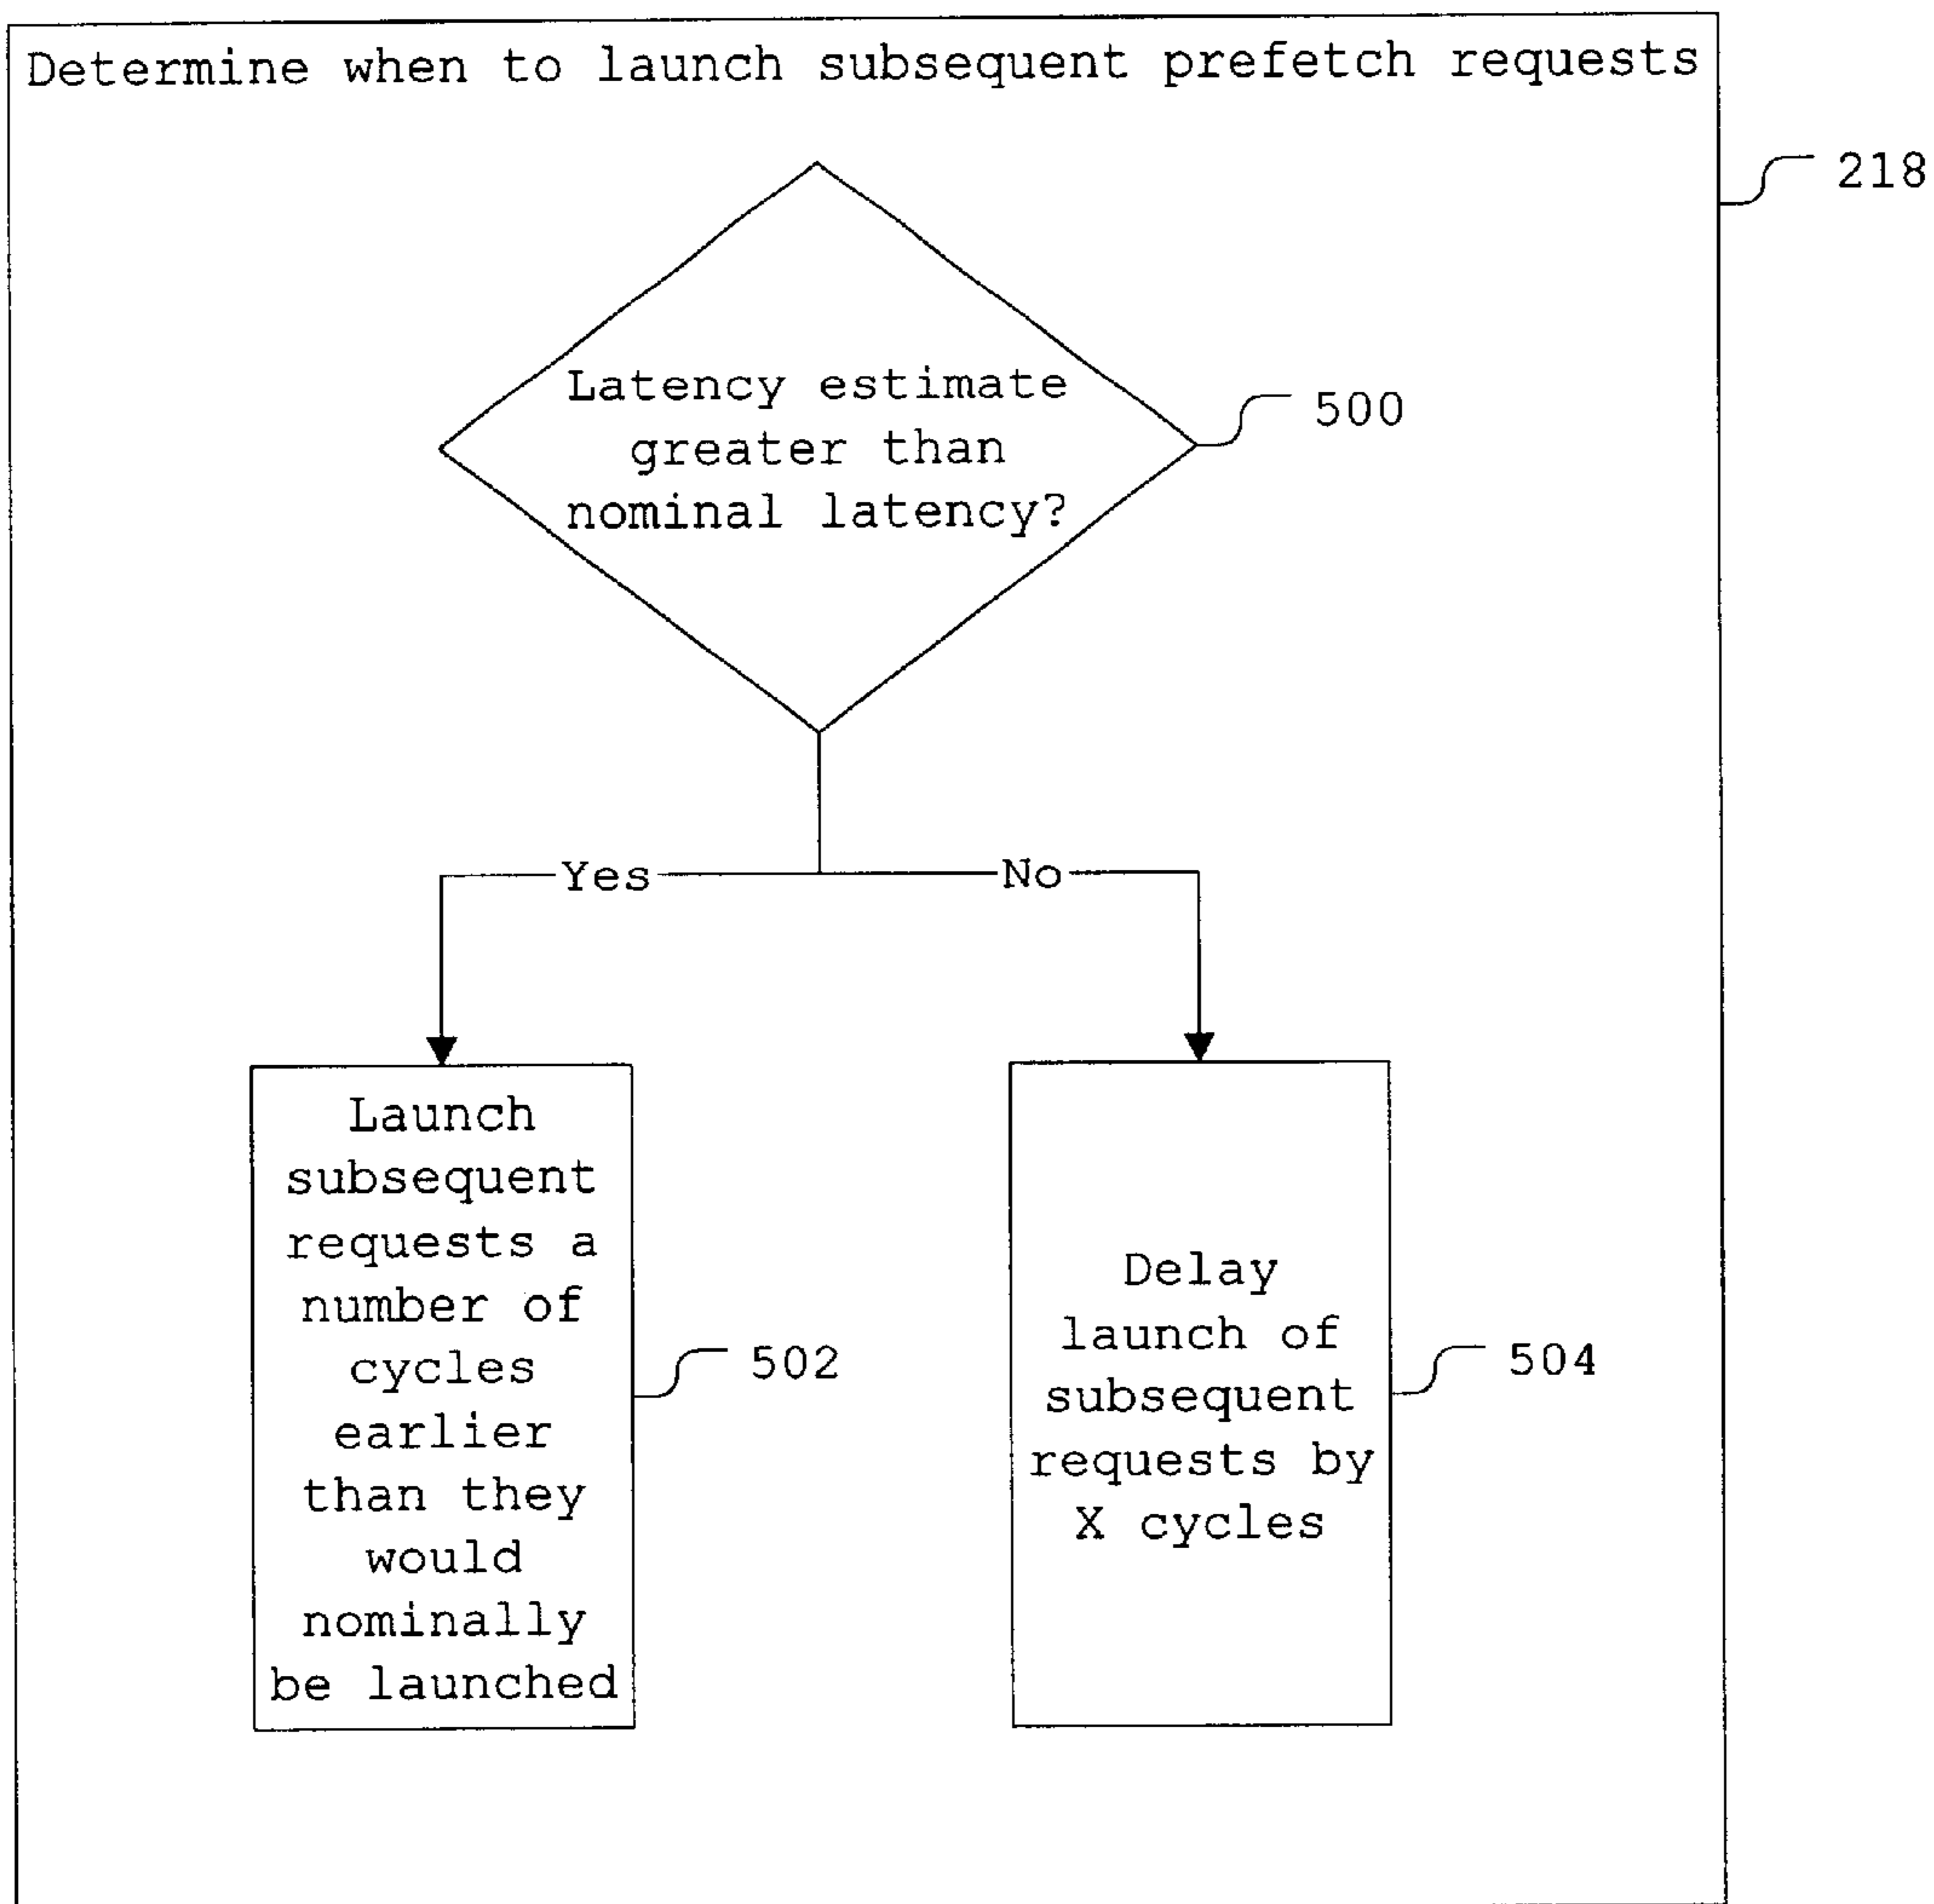 Determine when to launch subsequent prefetch requests
218
Latency estimate
greater than
nominal latency?
500
Yes
No
Launch
subsequent
requests a
number of
cycles
earlier
than they
would
nominally
be launched
502
Delay
launch of
subsequent
requests by
X cycles
504